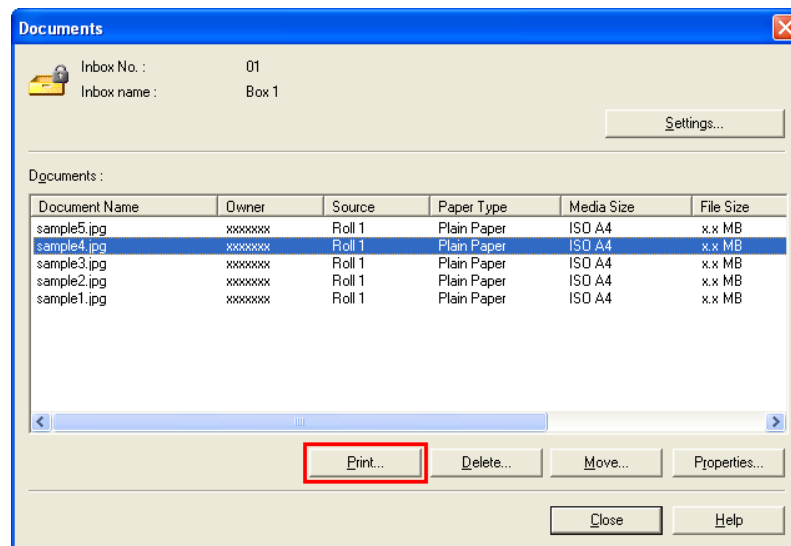 Documents
Inbox No. : 01
Inbox name : Box 1
Settings...
Documents :
Document Name Owner Source Paper Type Media Size File Size
sample5.jpg xxxxxxx Roll 1 Plain Paper ISO A4 x.x MB
sample4.jpg xxxxxxx Roll 1 Plain Paper ISO A4 x.x MB
sample3.jpg xxxxxxx Roll 1 Plain Paper ISO A4 x.x MB
sample2.jpg xxxxxxx Roll 1 Plain Paper ISO A4 x.x MB
sample1.jpg xxxxxxx Roll 1 Plain Paper ISO A4 x.x MB
Print... Delete... Move... Properties...
Close Help